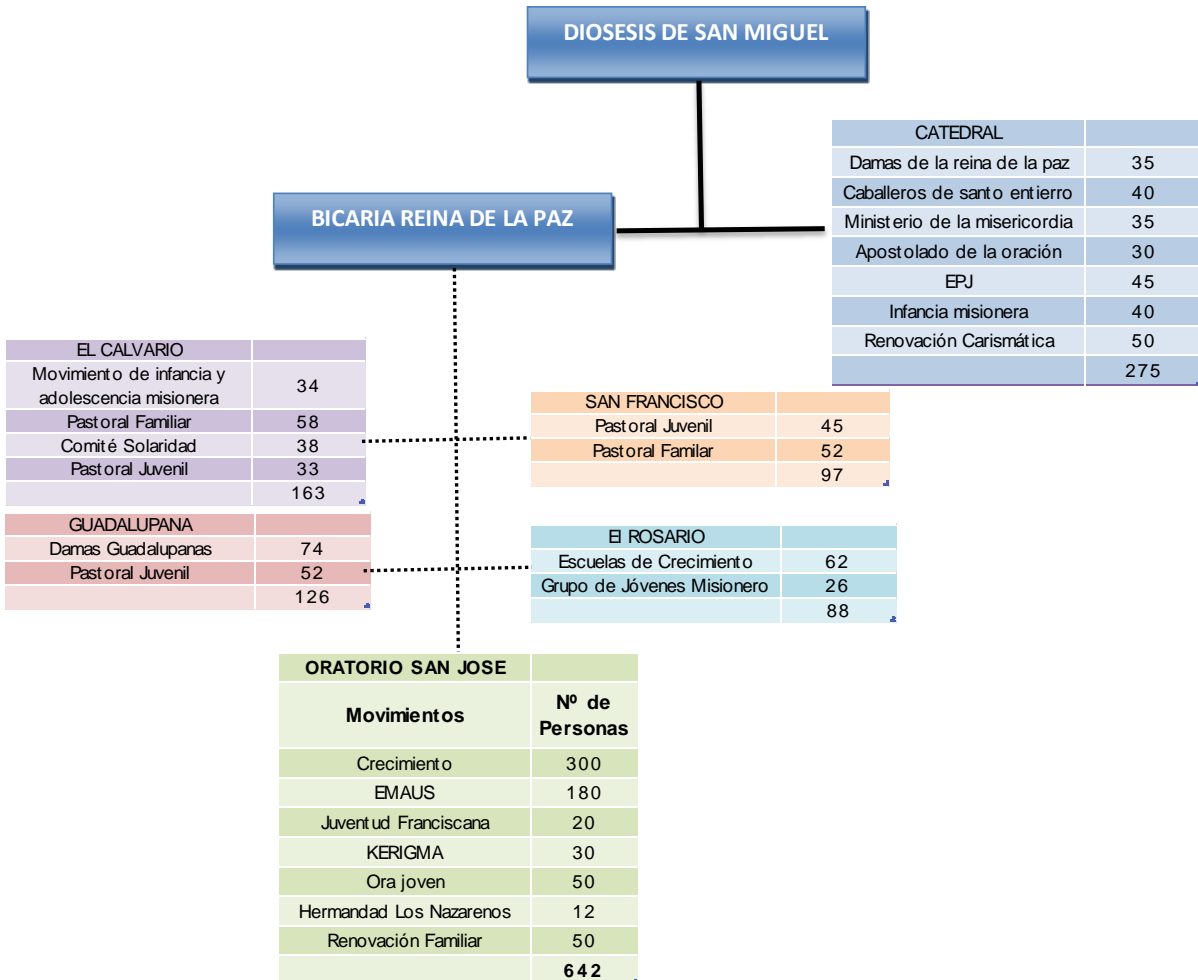 DIOSESIS DE SAN MIGUEL
BICARIA REINA DE LA PAZ
CATEDRAL
Damas de la reina de la paz 35
Caballeros de santo entierro 40
Ministerio de la misericordia 35
Apostolado de la oración 30
EPJ 45
Infancia misionera 40
Renovación Carismática 50
275
EL CALVARIO
Movimiento de infancia y
adolescencia misionera 34
Pastoral Familiar 58
Comité Solaridad 38
Pastoral Juvenil 33
163
SAN FRANCISCO
Pastoral Juvenil 45
Pastoral Familar 52
97
GUADALUPANA
Damas Guadalupanas 74
Pastoral Juvenil 52
126
El ROSARIO
Escuelas de Crecimiento 62
Grupo de Jóvenes Misionero 26
88
ORATORIO SAN JOSE
Movimientos Nº de
Personas
Crecimiento 300
EMAUS 180
Juventud Franciscana 20
KERIGMA 30
Ora joven 50
Hermandad Los Nazarenos 12
Renovación Familiar 50
642